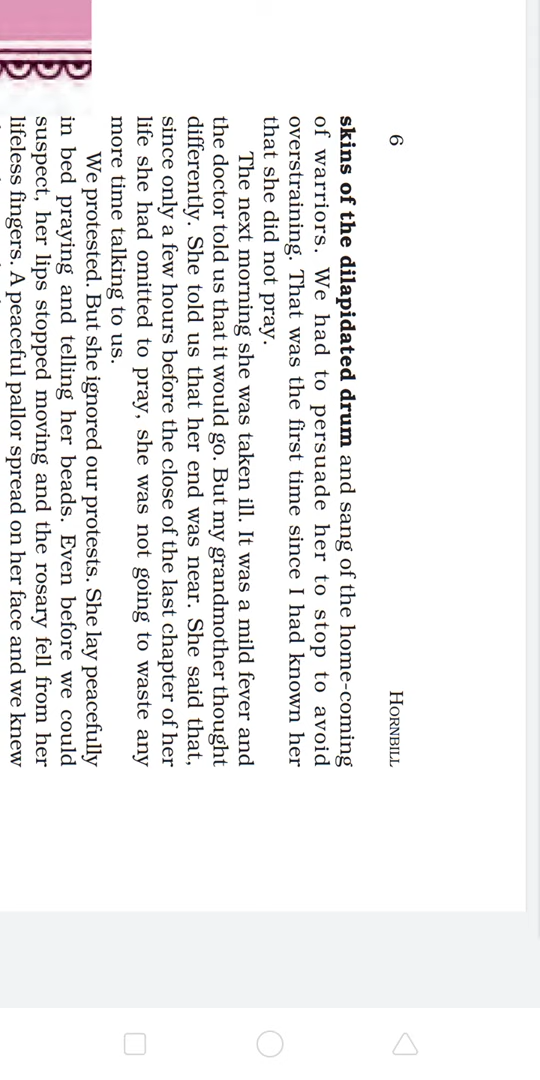 6 HORNBILL
skins of the dilapidated drum and sang of the home-coming
of warriors. We had to persuade her to stop to avoid
overstraining. That was the first time since I had known her
that she did not pray.
The next morning she was taken ill. It was a mild fever and
the doctor told us that it would go. But my grandmother thought
differently. She told us that her end was near. She said that,
since only a few hours before the close of the last chapter of her
life she had omitted to pray, she was not going to waste any
more time talking to us.
We protested. But she ignored our protests. She lay peacefully
in bed praying and telling her beads. Even before we could
suspect, her lips stopped moving and the rosary fell from her
lifeless fingers. A peaceful pallor spread on her face and we knew